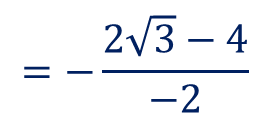 = − (2√3 − 4)/(−2)